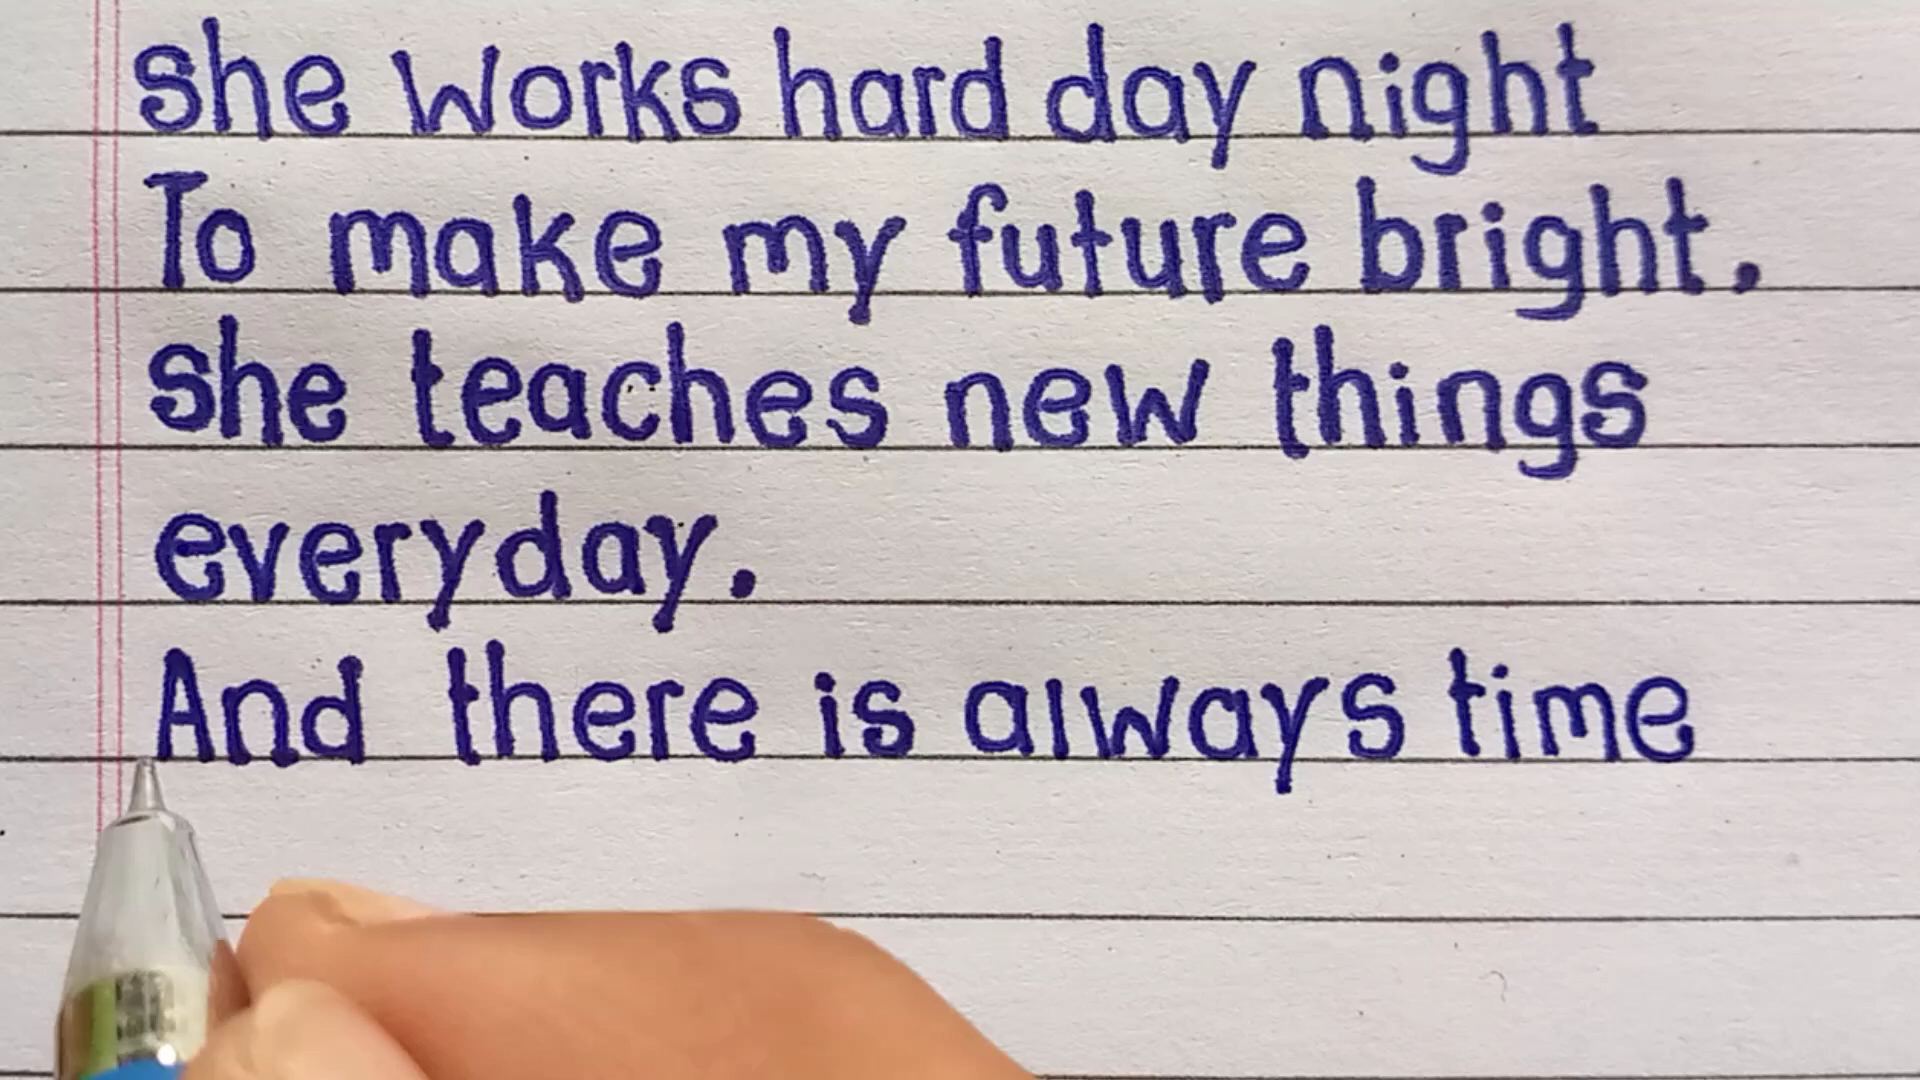 she works hard day night
To make my future bright.
she teaches new things
everyday.
And there is always time